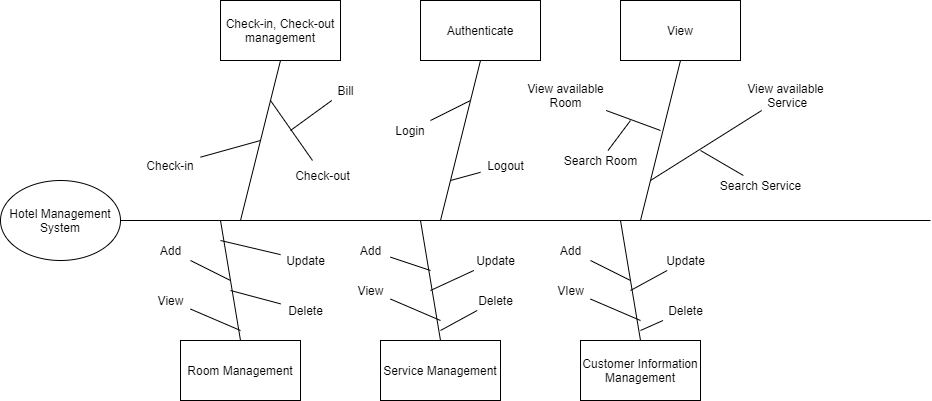 Check-in, Check-out
management
Authenticate
View
Bill
View available
Room
View available
Service
Login
Check-in
Check-out
Logout
Search Room
Search Service
Hotel Management
System
Add
Update
Add
Update
Add
Update
View
Delete
View
Delete
VIew
Delete
Room Management
Service Management
Customer Information
Management